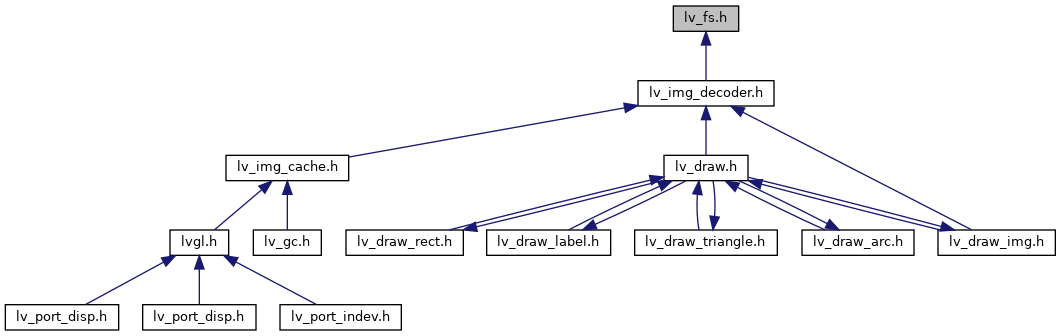 lv_fs.h
lv_img_decoder.h
lv_img_cache.h
lv_draw.h
lvgl.h
lv_gc.h
lv_draw_rect.h
lv_draw_label.h
lv_draw_triangle.h
lv_draw_arc.h
lv_draw_img.h
lv_port_disp.h
lv_port_disp.h
lv_port_indev.h